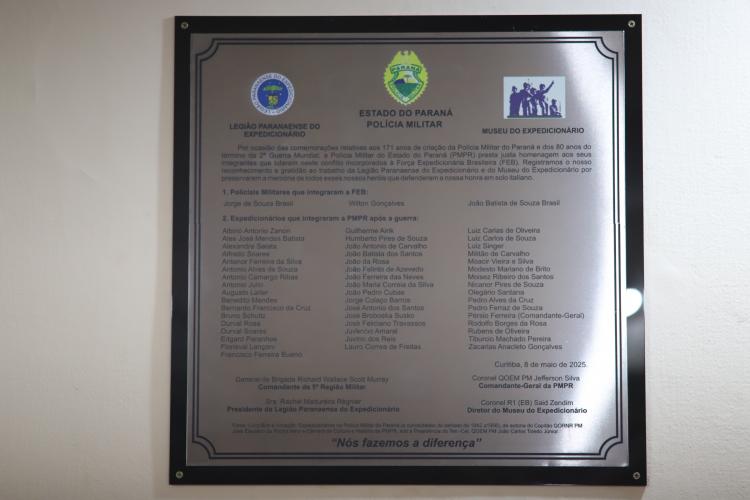 LEGIÃO PARANAENSE DO
EXPEDICIONÁRIO
PARANÁ
ESTADO DO PARANÁ
POLÍCIA MILITAR
MUSEU DO EXPEDICIONÁRIO
Por ocasião das comemorações relativas aos 171 anos de criação da Polícia Militar do Paraná e dos 80 anos do
término da 2ª Guerra Mundial, a Polícia Militar do Estado do Paraná (PMPR) presta justa homenagem aos seus
integrantes que lutaram neste conflito incorporados à Força Expedicionária Brasileira (FEB). Registramos o nosso
reconhecimento e gratidão ao trabalho da Legião Paranaense do Expedicionário e do Museu do Expedicionário por
preservarem a memória de todos esses nossos heróis que defenderam a nossa honra em solo italiano.
1. Policiais Militares que integraram a FEB:
Jorge de Souza Brasil Wilton Gonçalves João Batista de Souza Brasil
2. Expedicionários que integraram a PMPR após a guerra:
Albino Antonio Zanon Guilherme Airik Luiz Carlas de Oliveira
Alex José Mendes Batista Humberto Pires de Souza Luiz Carlos de Souza
Alexandre Saiata João Antonio de Carvalho Luiz Singer
Alfredo Soares João Batista dos Santos Militão de Carvalho
Antenor Ferreira da Silva João da Rosa Moacir Vieira e Silva
Antonio Alves de Souza João Felinto de Azevedo Modesto Mariano de Brito
Antonio Camargo Ribas João Ferreira das Neves Moisez Ribeiro dos Santos
Antonio Julio João Maria Correia da Silva Nicanor Pires de Souza
Augusto Laiter João Pedro Cubas Olegário Santana
Benedito Mendes Jorge Colaço Barros Pedro Alves da Cruz
Bernardo Francisco da Cruz José Antonio dos Santos Pedro Ferraz de Souza
Bruno Schultz José Broboska Susko Pérsio Ferreira (Comandante-Geral)
Durval Rosa José Feliciano Travassos Rodolfo Borges da Rosa
Durval Soares Juvêncio Amaral Rubens de Oliveira
Edgard Paranhos Juvino dos Reis Tiburcio Machado Pereira
Florisval Lançoni Lauro Correa de Freitas Zacarias Anacleto Gonçalves
Francisco Ferreira Bueno
Curitiba, 8 de maio de 2025.
General de Brigada Richard Wallace Scott Murray Coronel QOEM PM Jefferson Silva
Comandante da 5ª Região Militar Comandante-Geral da PMPR
Sra. Rachel Madureira Régnier Coronel R1 (EB) Said Zendim
Presidente da Legião Paranaense do Expedicionário Diretor do Museu do Expedicionário
"Nós fazemos a diferença"